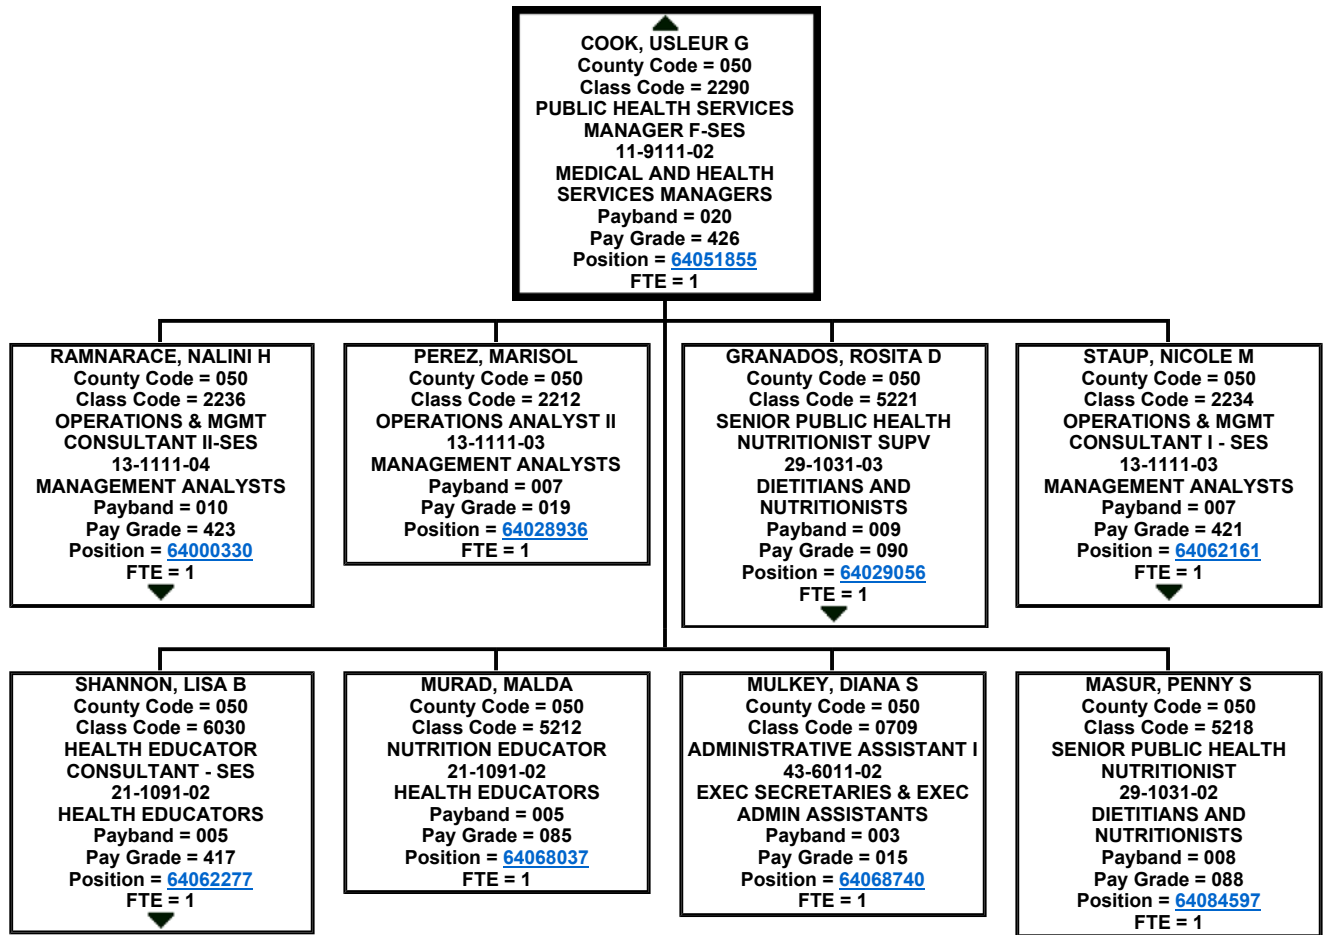 COOK, USLEUR G
County Code = 050
Class Code = 2290
PUBLIC HEALTH SERVICES
MANAGER F-SES
11-9111-02
MEDICAL AND HEALTH
SERVICES MANAGERS
Payband = 020
Pay Grade = 426
Position = 64051855
FTE = 1
RAMNARACE, NALINI H
County Code = 050
Class Code = 2236
OPERATIONS & MGMT
CONSULTANT II-SES
13-1111-04
MANAGEMENT ANALYSTS
Payband = 010
Pay Grade = 423
Position = 64000330
FTE = 1
PEREZ, MARISOL
County Code = 050
Class Code = 2212
OPERATIONS ANALYST II
13-1111-03
MANAGEMENT ANALYSTS
Payband = 007
Pay Grade = 019
Position = 64028936
FTE = 1
GRANADOS, ROSITA D
County Code = 050
Class Code = 5221
SENIOR PUBLIC HEALTH
NUTRITIONIST SUPV
29-1031-03
DIETITIANS AND
NUTRITIONISTS
Payband = 009
Pay Grade = 090
Position = 64029056
FTE = 1
STAUP, NICOLE M
County Code = 050
Class Code = 2234
OPERATIONS & MGMT
CONSULTANT I - SES
13-1111-03
MANAGEMENT ANALYSTS
Payband = 007
Pay Grade = 421
Position = 64062161
FTE = 1
SHANNON, LISA B
County Code = 050
Class Code = 6030
HEALTH EDUCATOR
CONSULTANT - SES
21-1091-02
HEALTH EDUCATORS
Payband = 005
Pay Grade = 417
Position = 64062277
FTE = 1
MURAD, MALDA
County Code = 050
Class Code = 5212
NUTRITION EDUCATOR
21-1091-02
HEALTH EDUCATORS
Payband = 005
Pay Grade = 085
Position = 64068037
FTE = 1
MULKEY, DIANA S
County Code = 050
Class Code = 0709
ADMINISTRATIVE ASSISTANT I
43-6011-02
EXEC SECRETARIES & EXEC
ADMIN ASSISTANTS
Payband = 003
Pay Grade = 015
Position = 64068740
FTE = 1
MASUR, PENNY S
County Code = 050
Class Code = 5218
SENIOR PUBLIC HEALTH
NUTRITIONIST
29-1031-02
DIETITIANS AND
NUTRITIONISTS
Payband = 008
Pay Grade = 088
Position = 64084597
FTE = 1